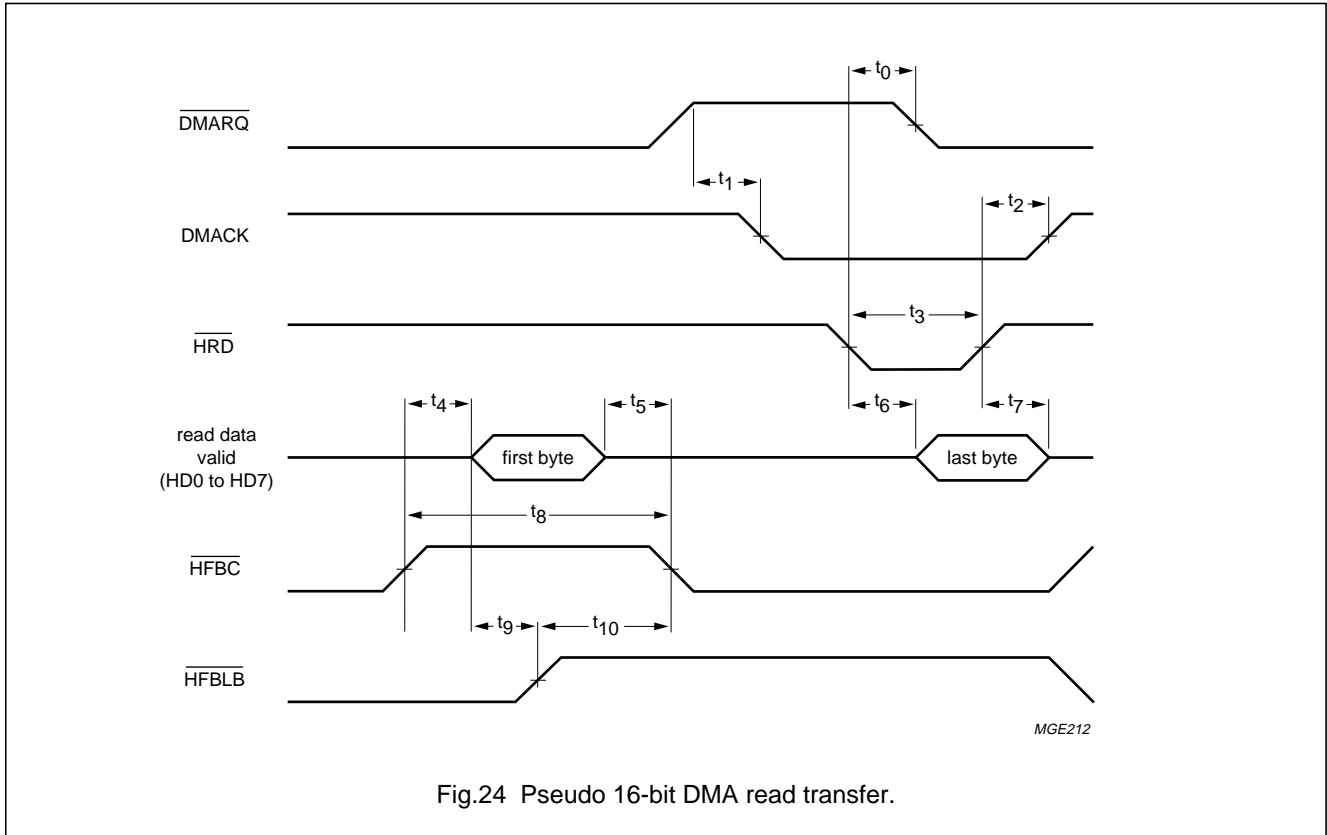 t0
DMARQ
t1
t2
DMACK
t3
HRD
t4
t5
t6
t7
read data
valid
(HD0 to HD7)
first byte
last byte
t8
HFBC
t9
t10
HFBLB
MGE212
Fig.24 Pseudo 16-bit DMA read transfer.